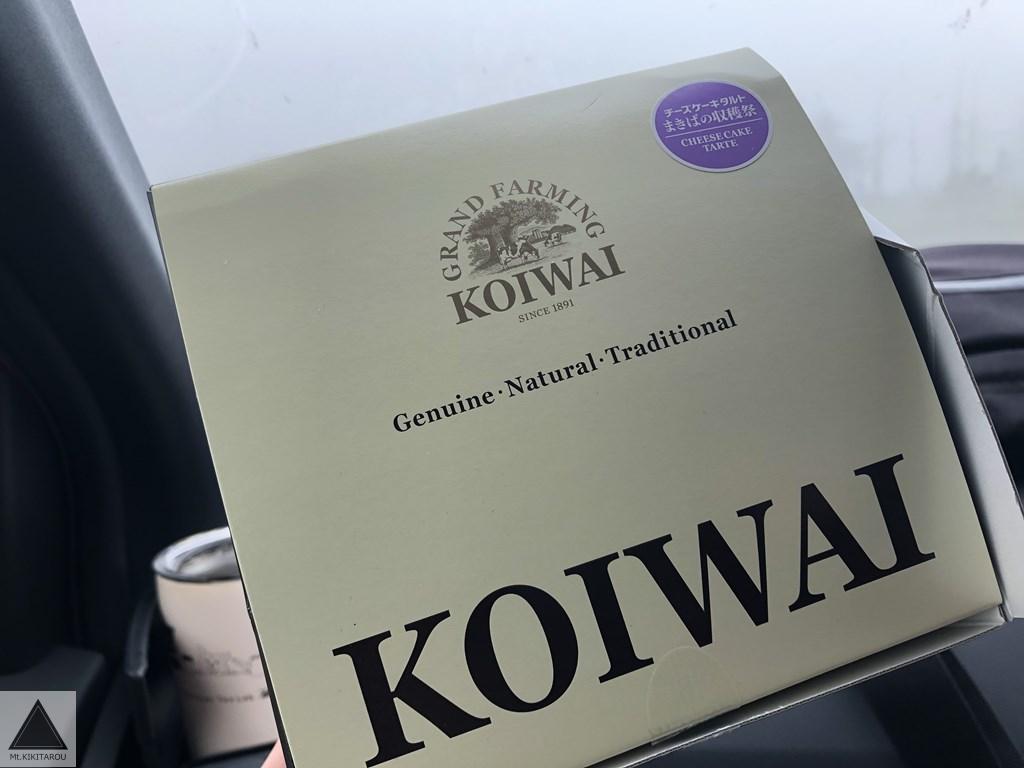 チーズケーキタルト
まきばの収穫祭
CHEESE CAKE
TARTE
GRAND FARMING
KOIWAI
SINCE 1891
Genuine·Natural·Traditional
KOIWAI
Mt.KIKITAROU